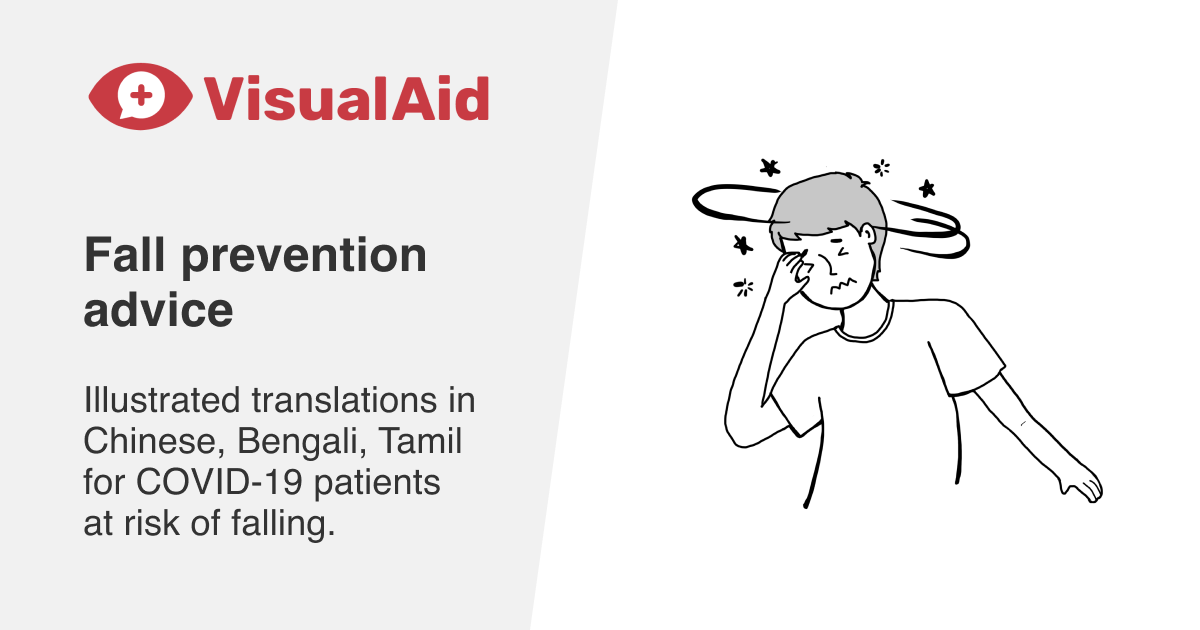 VisualAid
Fall prevention
advice
Illustrated translations in
Chinese, Bengali, Tamil
for COVID-19 patients
at risk of falling.